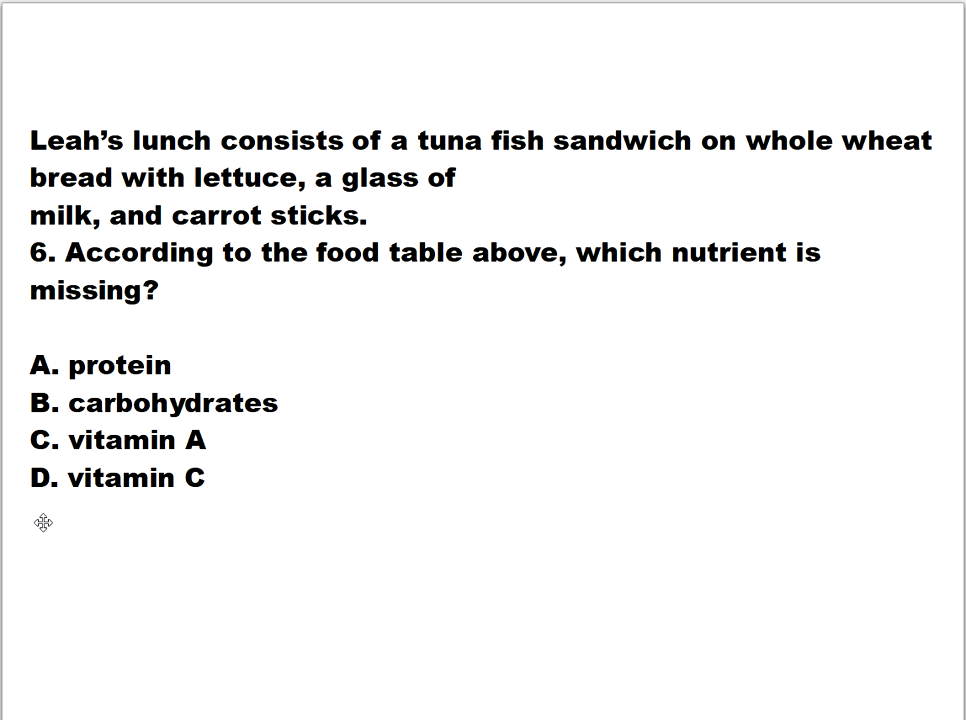 Leah’s lunch consists of a tuna fish sandwich on whole wheat
bread with lettuce, a glass of
milk, and carrot sticks.
6. According to the food table above, which nutrient is
missing?
A. protein
B. carbohydrates
C. vitamin A
D. vitamin C